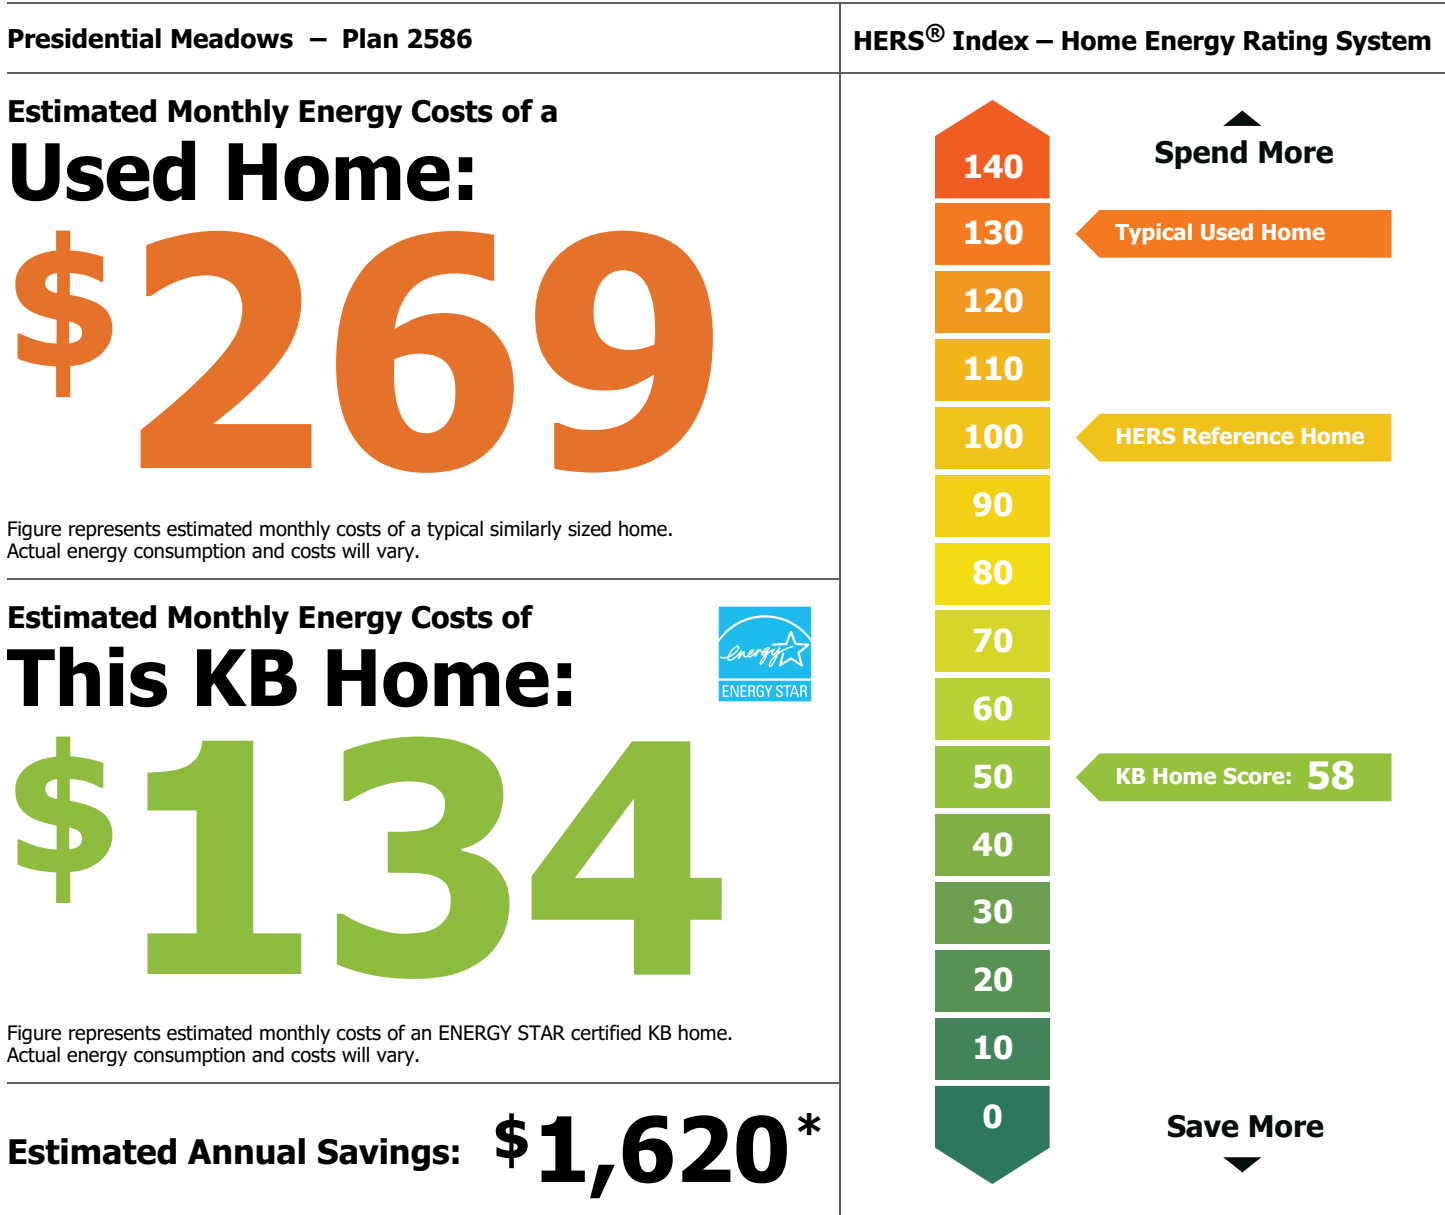 Presidential Meadows – Plan 2586
Estimated Monthly Energy Costs of a
Used Home:
$269
Figure represents estimated monthly costs of a typical similarly sized home.
Actual energy consumption and costs will vary.
Estimated Monthly Energy Costs of
This KB Home:
energy
ENERGY STAR
$134
Figure represents estimated monthly costs of an ENERGY STAR certified KB home.
Actual energy consumption and costs will vary.
Estimated Annual Savings: $1,620*
HERS® Index – Home Energy Rating System
Spend More
140
130 Typical Used Home
120
110
100 HERS Reference Home
90
80
70
60
50 KB Home Score: 58
40
30
20
10
0
Save More